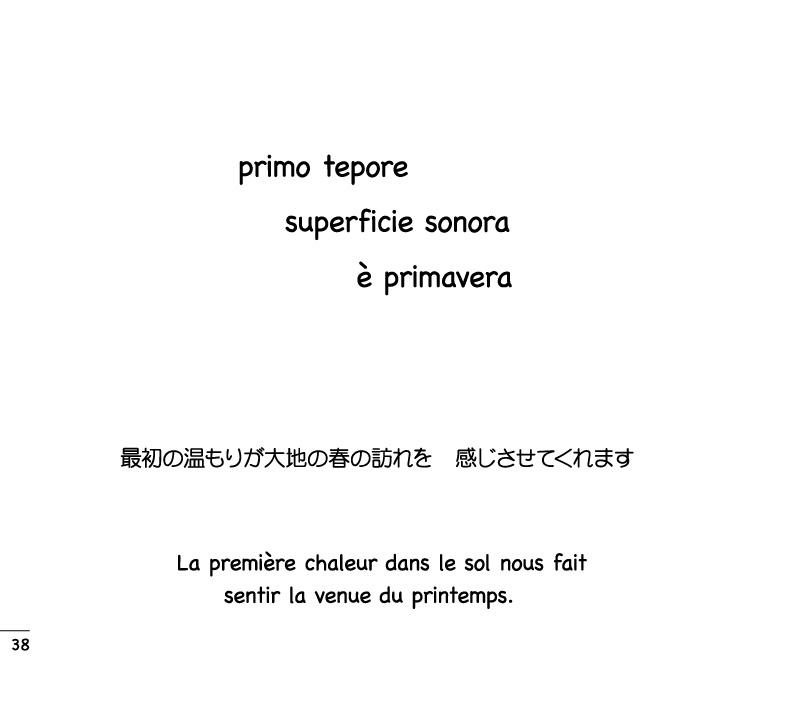 primo tepore
superficie sonora
è primavera
最初の温もりが大地の春の訪れを　感じさせてくれます
La première chaleur dans le sol nous fait
sentir la venue du printemps.
38